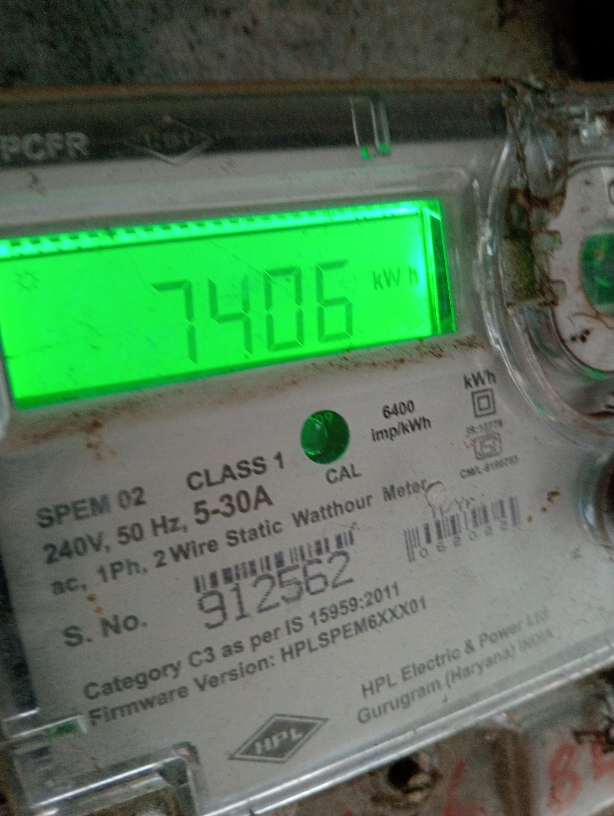 PCFR
7406 kWh
6400
imp/kWh
kWh
CAL
SPEM 02 CLASS 1
240V, 50 Hz, 5-30A
ac, 1Ph, 2 Wire Static Watthour Meter
S. No. 912562
Category C3 as per IS 15959:2011
Firmware Version: HPLSPEM6XXX01
HPL Electric & Power Ltd.
Gurugram (Haryana) INDIA
HPL